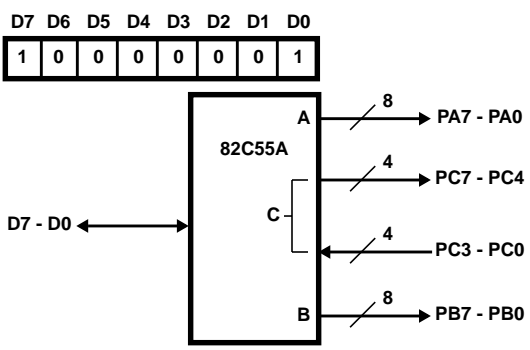 D7 D6 D5 D4 D3 D2 D1 D0
1 0 0 0 0 0 0 1
A
8
PA7 - PA0
82C55A
4
PC7 - PC4
C
D7 - D0
4
PC3 - PC0
B
8
PB7 - PB0